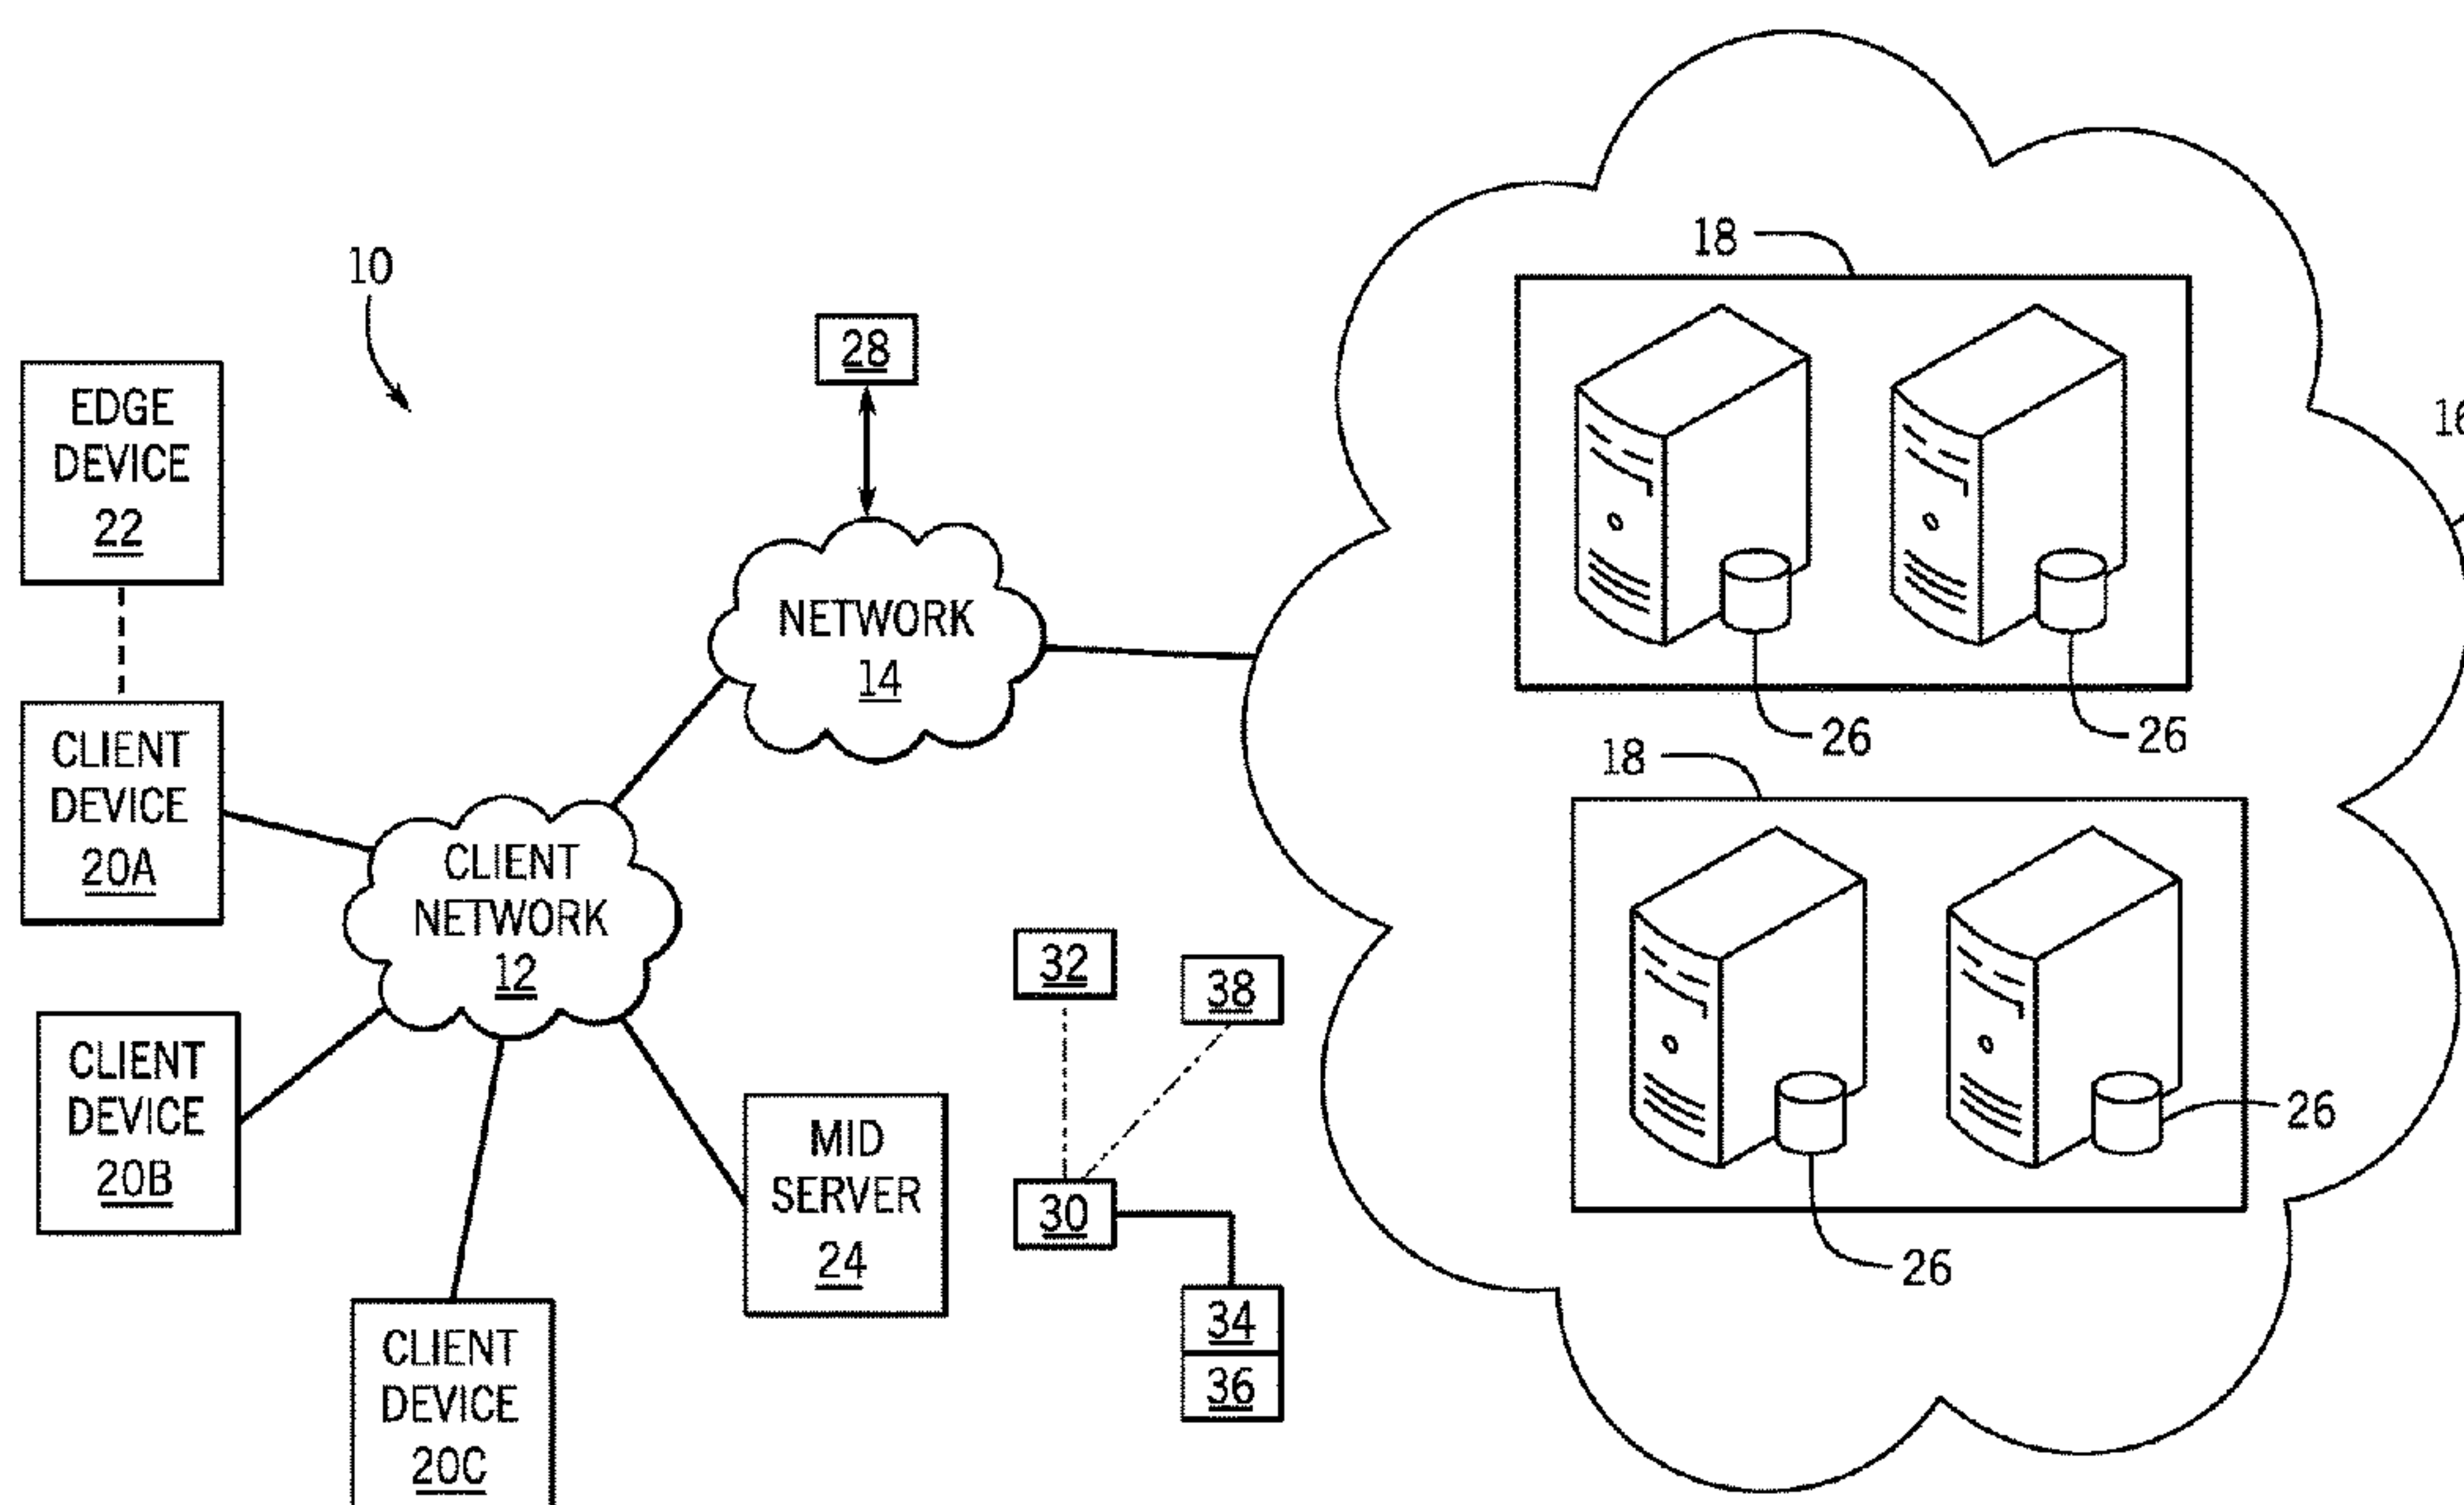 10
EDGE
DEVICE
22
28
NETWORK
14
CLIENT
DEVICE
20A
CLIENT
NETWORK
12
CLIENT
DEVICE
20B
CLIENT
DEVICE
20C
MID
SERVER
24
32
38
30
34
36
18
26
26
18
26
26